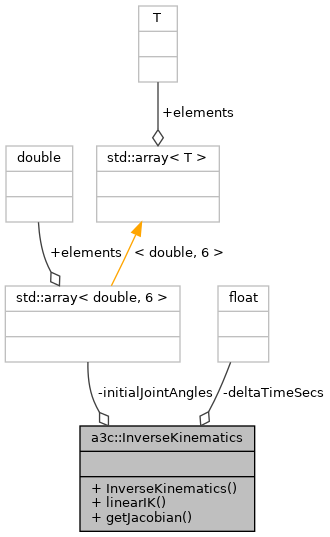 T
+elements
double
std::array< T >
+elements
< double, 6 >
std::array< double, 6 >
float
-initialJointAngles
-deltaTimeSecs
a3c::InverseKinematics
+ InverseKinematics()
+ linearIK()
+ getJacobian()